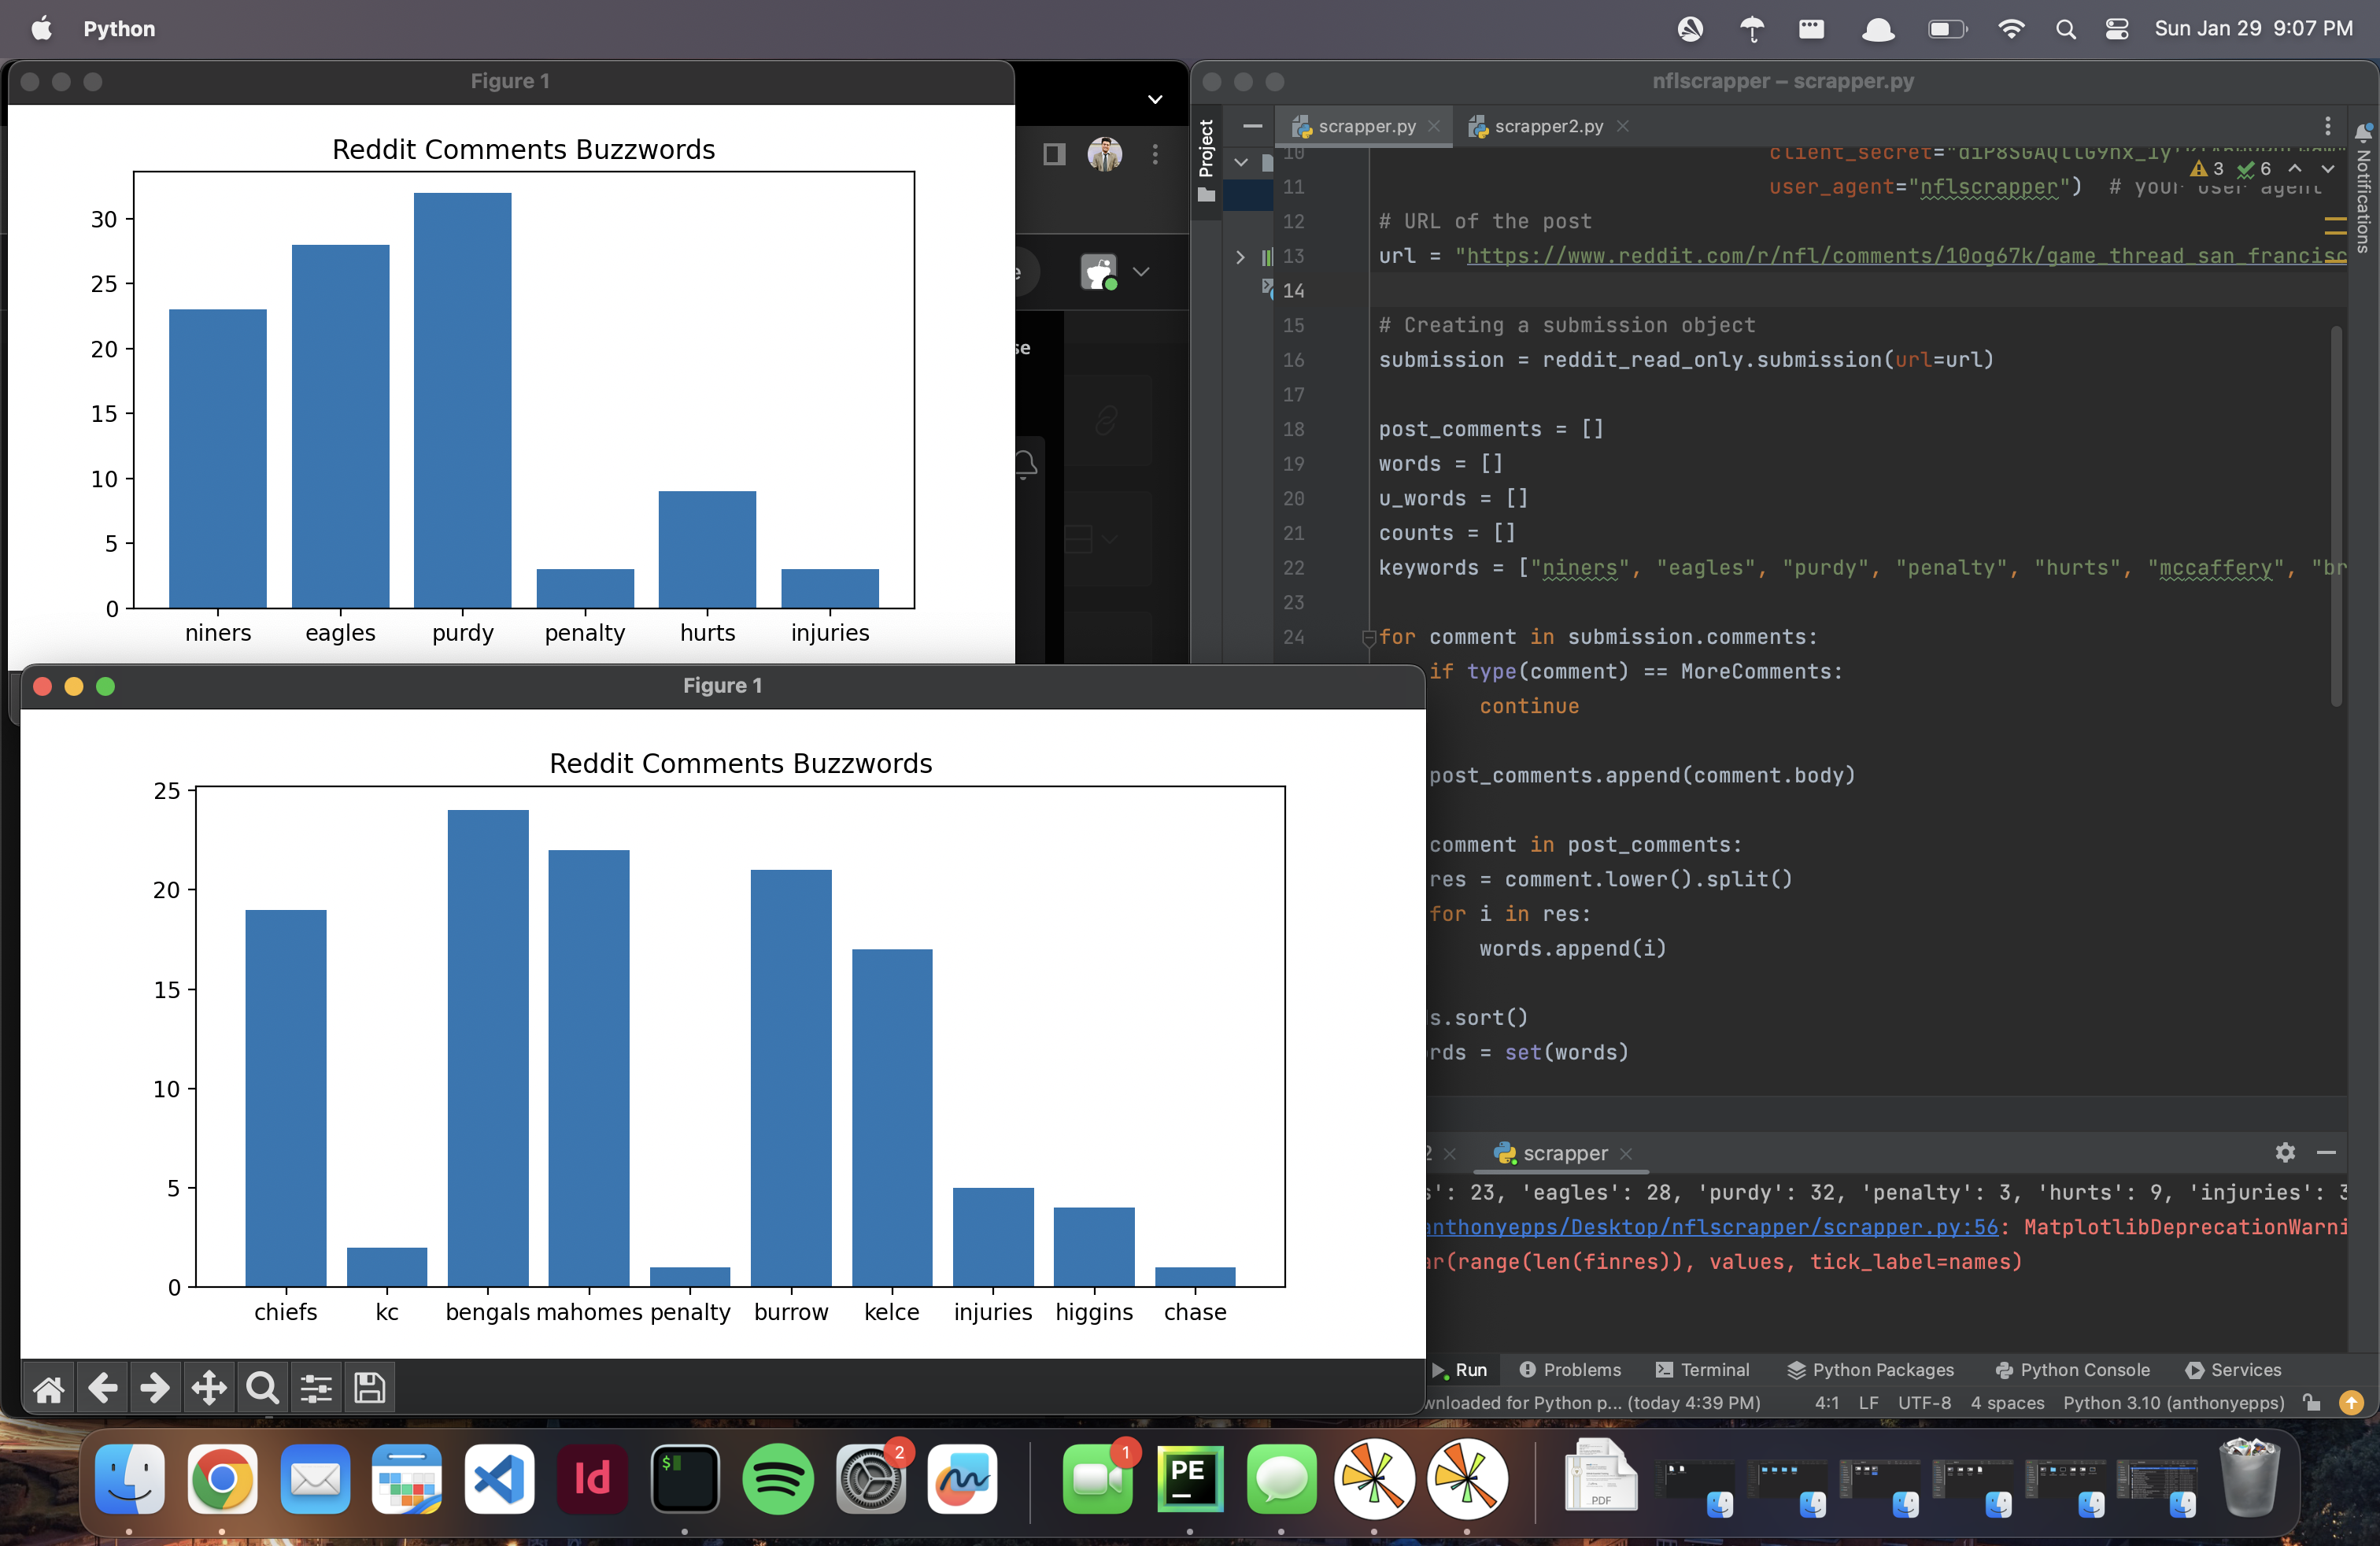 Python
Sun Jan 29 9:07 PM
Figure 1
Reddit Comments Buzzwords
30
25
20
15
10
5
0
niners eagles purdy penalty hurts injuries
Figure 1
Reddit Comments Buzzwords
25
20
15
10
5
0
chiefs kc bengals mahomes penalty burrow kelce injuries higgins chase
nflscrapper – scrapper.py
Project
scrapper.py
scrapper2.py
Notifications
3 6
10
11 user_agent="nflscrapper") # your user agent
12 # URL of the post
13 url = "https://www.reddit.com/r/nfl/comments/10og67k/game_thread_san_francisc
14
15 # Creating a submission object
16 submission = reddit_read_only.submission(url=url)
17
18 post_comments = []
19 words = []
20 u_words = []
21 counts = []
22 keywords = ["niners", "eagles", "purdy", "penalty", "hurts", "mccaffery", "br
23
24 for comment in submission.comments:
if type(comment) == MoreComments:
continue
post_comments.append(comment.body)
comment in post_comments:
res = comment.lower().split()
for i in res:
words.append(i)
s.sort()
rds = set(words)
2
scrapper
s': 23, 'eagles': 28, 'purdy': 32, 'penalty': 3, 'hurts': 9, 'injuries': 3
anthonyepps/Desktop/nflscrapper/scrapper.py:56: MatplotlibDeprecationWarni
ar(range(len(finres)), values, tick_label=names)
Run Problems Terminal Python Packages Python Console Services
wnloaded for Python p... (today 4:39 PM) 4:1 LF UTF-8 4 spaces Python 3.10 (anthonyepps)
Id
$
2
1
PE
PDF